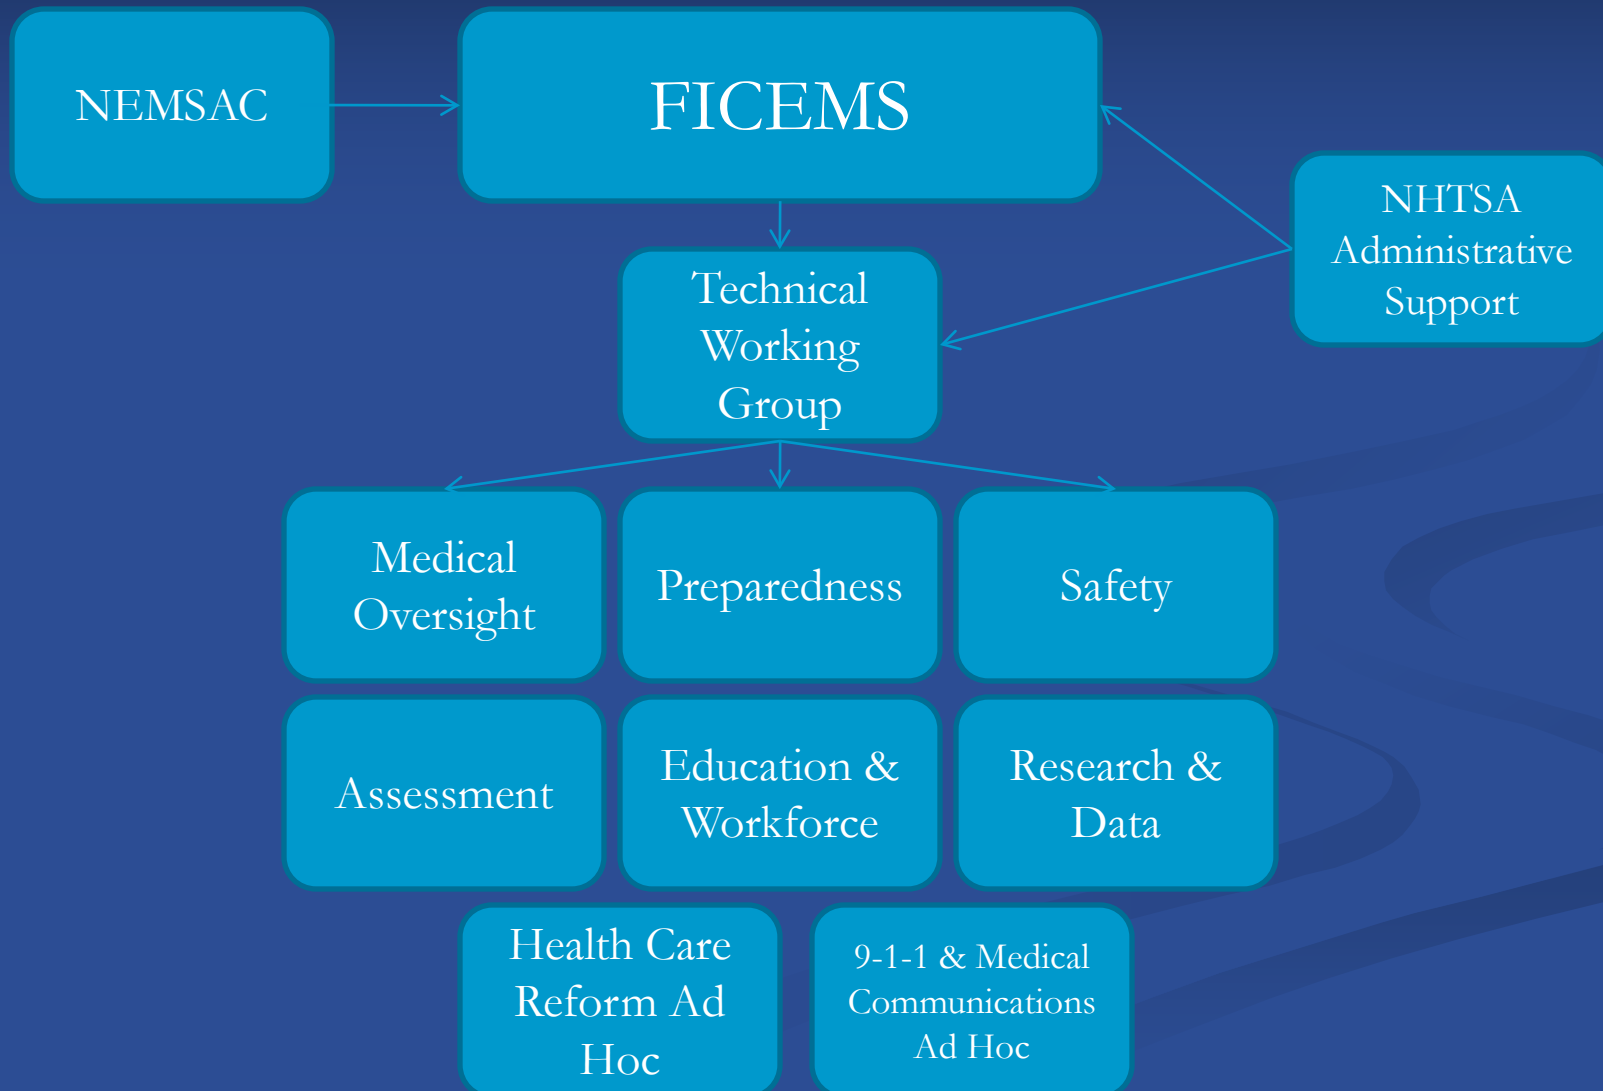 NEMSAC
FICEMS
NHTSA
Administrative
Support
Technical
Working
Group
Medical
Oversight
Preparedness
Safety
Assessment
Education &
Workforce
Research &
Data
Health Care
Reform Ad
Hoc
9-1-1 & Medical
Communications
Ad Hoc